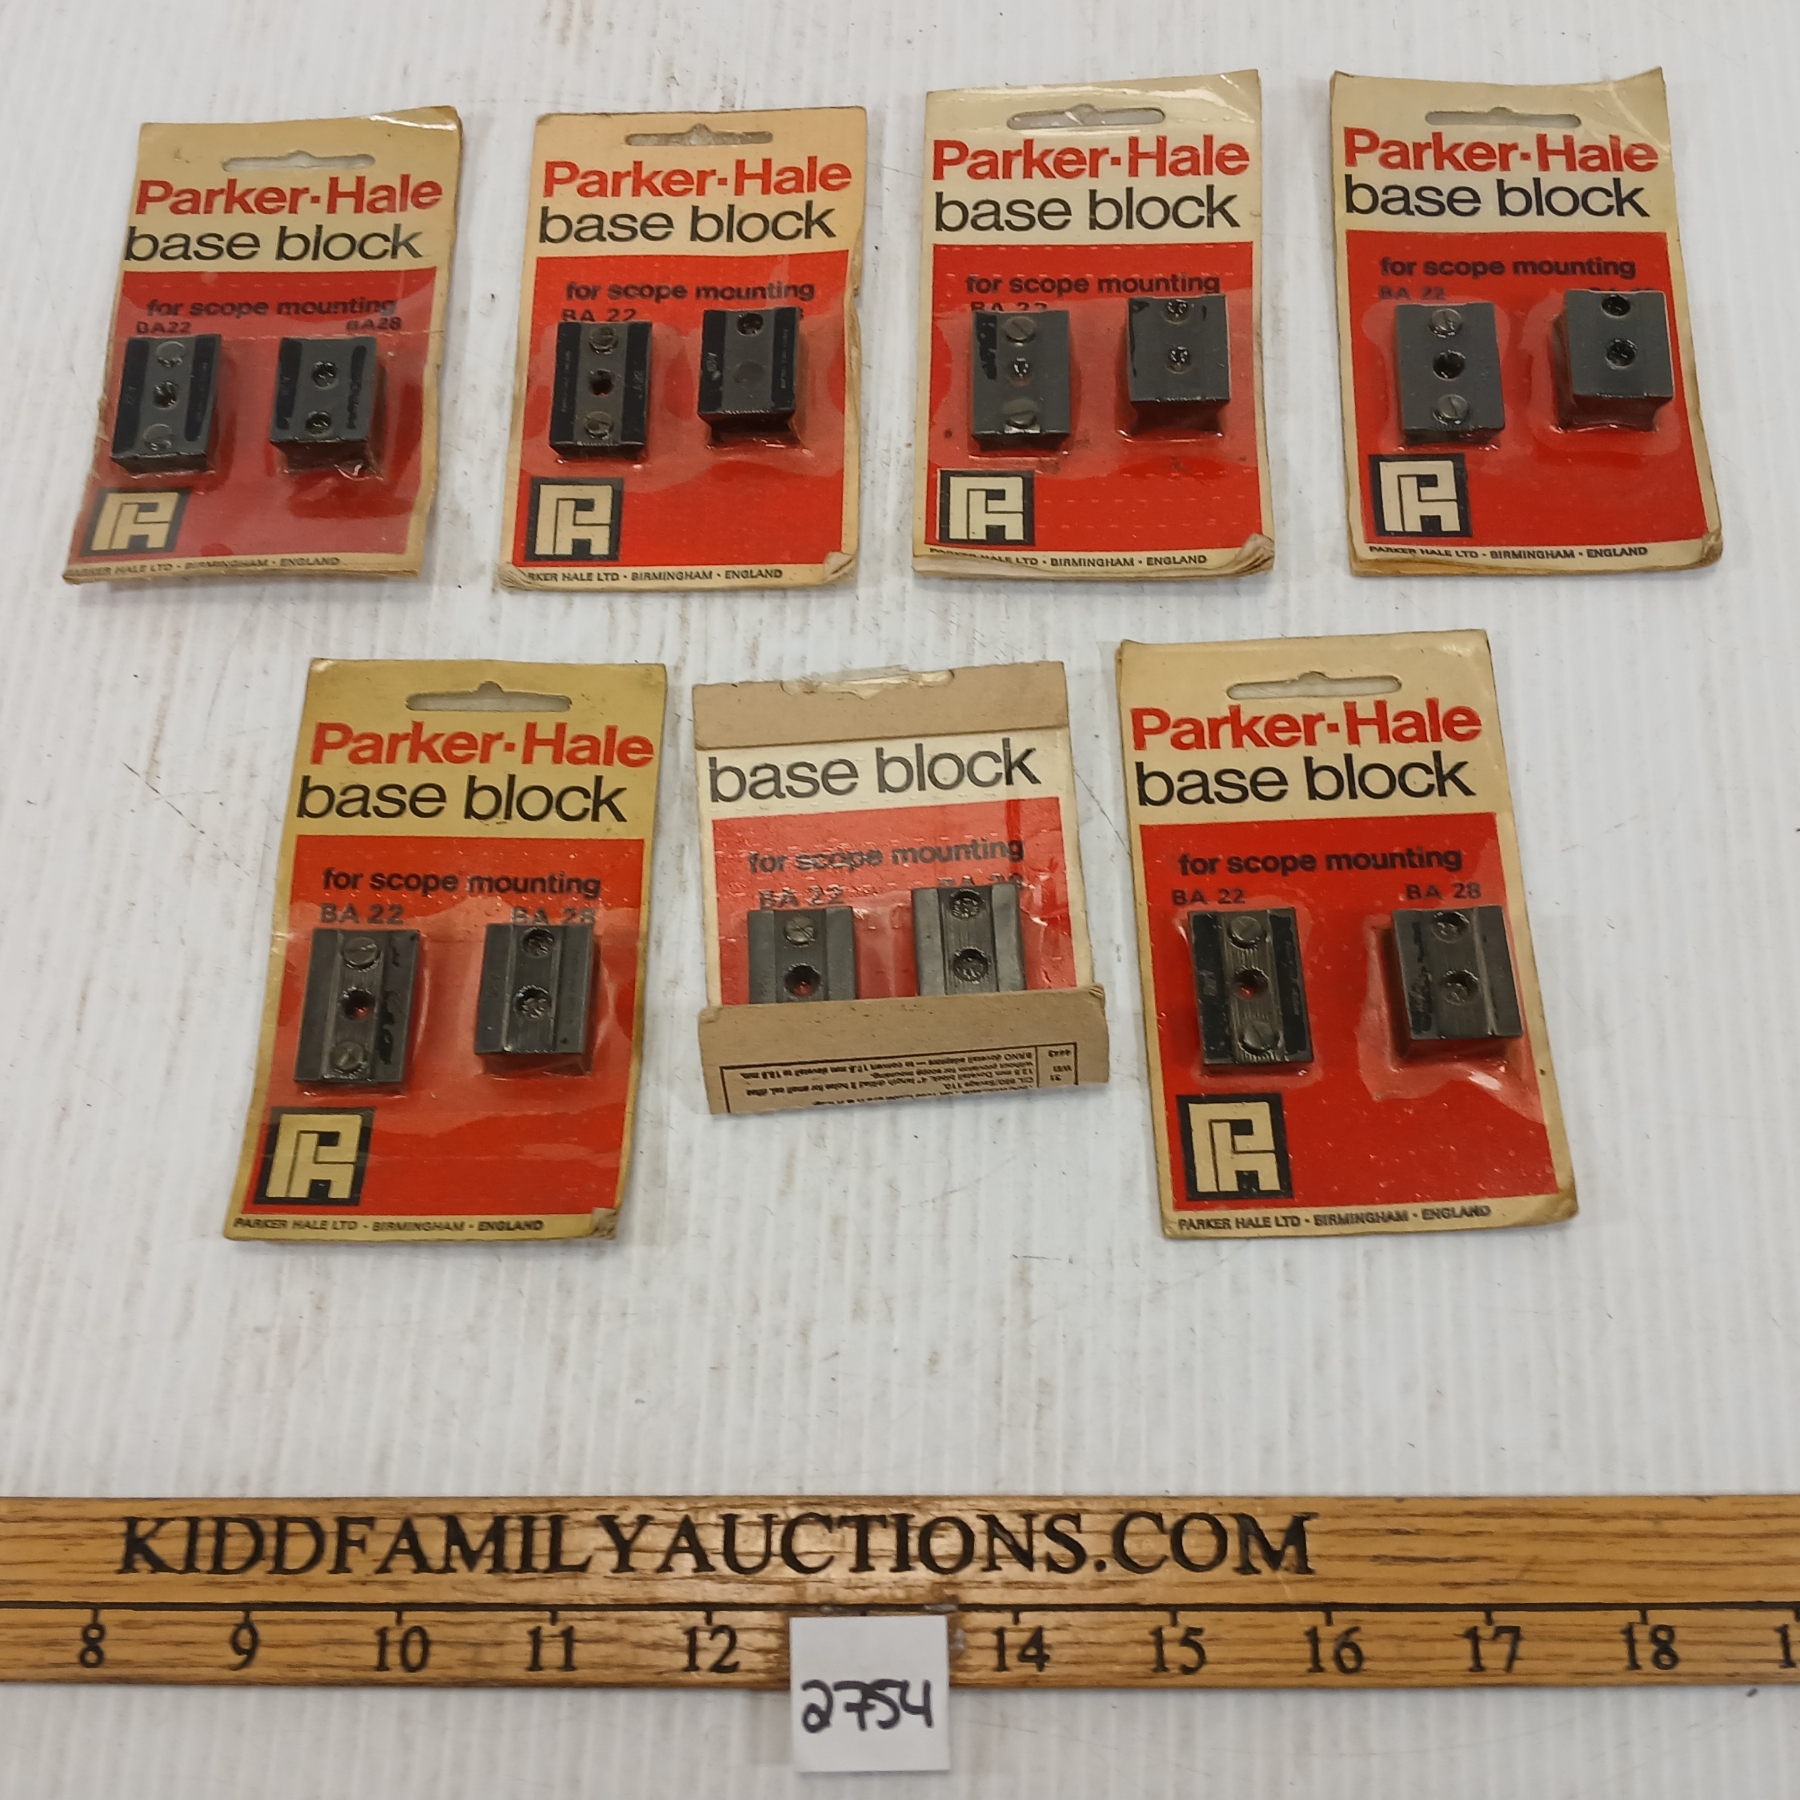 Parker-Hale
base block
for scope mounting
BA22 BA28
PARKER HALE LTD · BIRMINGHAM · ENGLAND
Parker-Hale
base block
for scope mounting
BA 22
RKER HALE LTD · BIRMINGHAM · ENGLAND
Parker-Hale
base block
for scope mounting
BA 22
HALE LTD · BIRMINGHAM · ENGLAND
Parker-Hale
base block
for scope mounting
BA 22
PARKER HALE LTD · BIRMINGHAM · ENGLAND
Parker-Hale
base block
for scope mounting
BA 22 BA 28
PARKER HALE LTD · BIRMINGHAM · ENGLAND
base block
for scope mounting
BA 22
Parker-Hale
base block
for scope mounting
BA 22 BA 28
PARKER HALE LTD · BIRMINGHAM · ENGLAND
KIDDFAMILYAUCTIONS.COM
8 9 10 11 12 14 15 16 17 18
2754